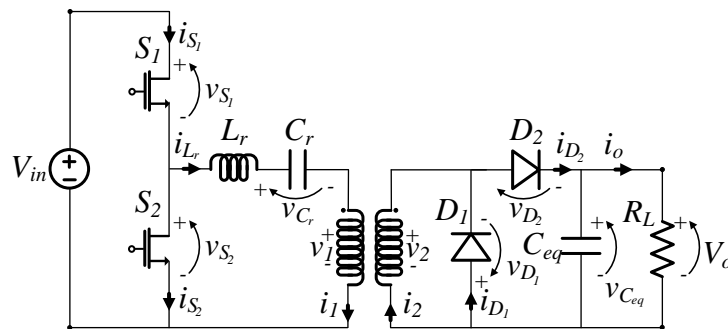 i_{S_1}
S_1
+
v_{S_1}
-
i_{L_r}
L_r
C_r
+
-
v_{C_r}
V_{in}
+
-
S_2
+
v_{S_2}
-
i_{S_2}
+
v_1
-
i_1
+
v_2
-
i_2
D_2
i_{D_2}
i_o
+
-
v_{D_2}
D_1
-
v_{D_1}
+
i_{D_1}
C_{eq}
+
-
v_{C_{eq}}
R_L
+
V_o
-